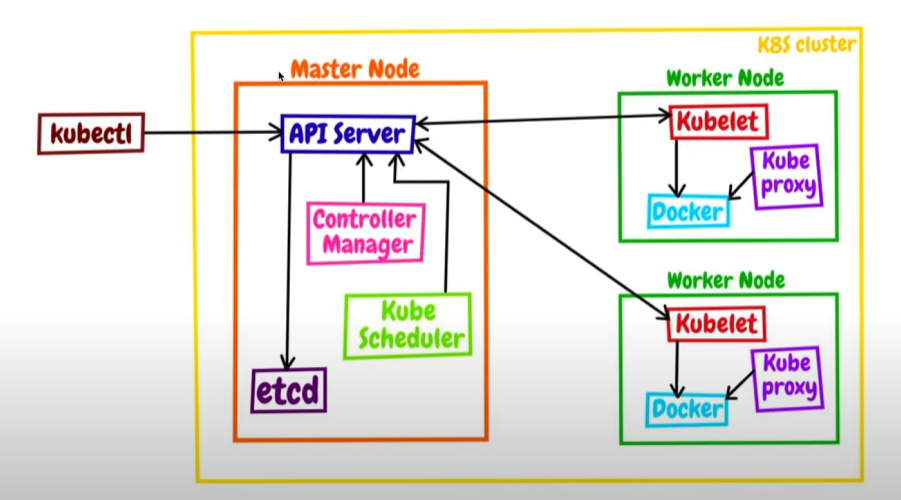 K8S cluster
Master Node
Worker Node
kubectl
API Server
Kubelet
Kube
proxy
Docker
Controller
Manager
Kube
Scheduler
etcd
Worker Node
Kubelet
Kube
proxy
Docker